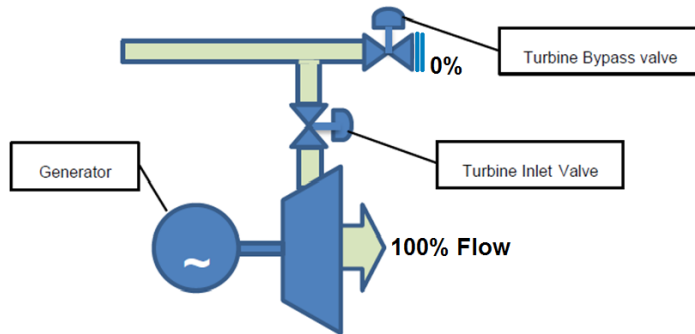 Turbine Bypass valve
0%
Generator
Turbine Inlet Valve
~
100% Flow